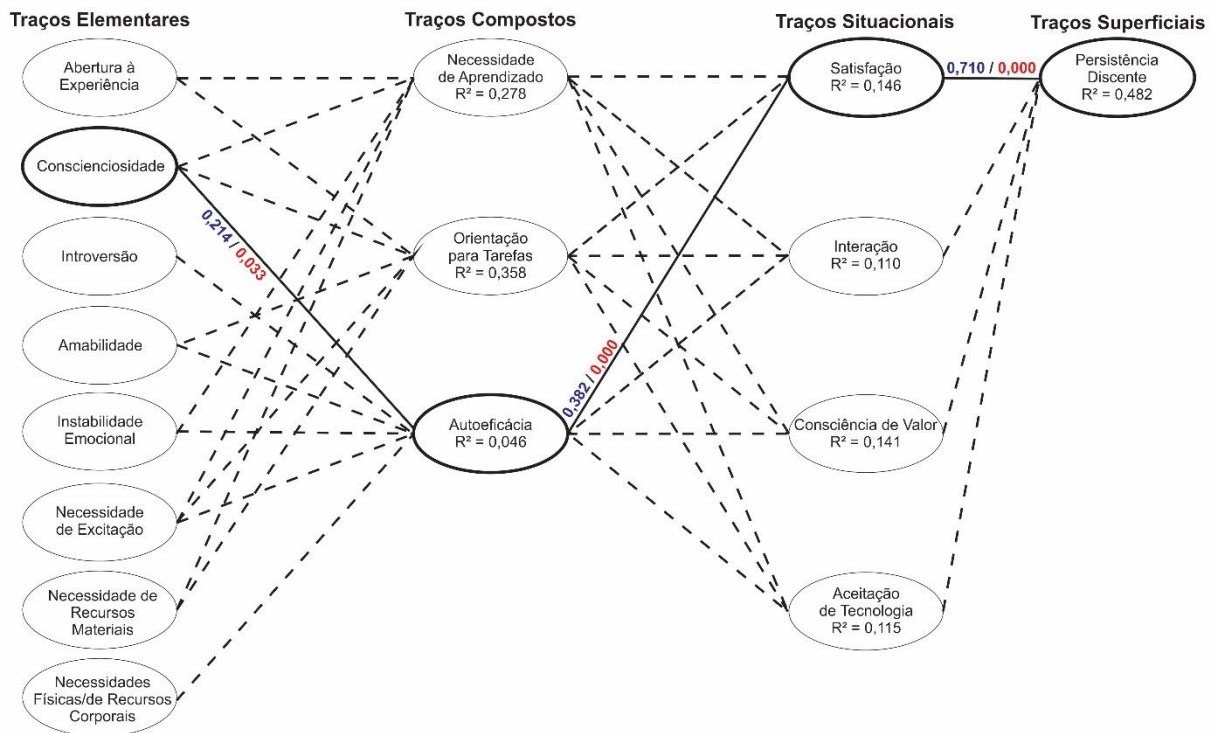 Traços Elementares
Traços Compostos
Traços Situacionais
Traços Superficiais
Abertura à
Experiência
Conscienciosidade
Introversão
Amabilidade
Instabilidade
Emocional
Necessidade
de Excitação
Necessidade de
Recursos
Materiais
Necessidades
Físicas/de Recursos
Corporais
0,214 / 0,033
Necessidade
de Aprendizado
R² = 0,278
Orientação
para Tarefas
R² = 0,358
Autoeficácia
R² = 0,046
0,382 / 0,000
Satisfação
R² = 0,146
Interação
R² = 0,110
Consciência de Valor
R² = 0,141
Aceitação
de Tecnologia
R² = 0,115
0,710 / 0,000
Persistência
Discente
R² = 0,482